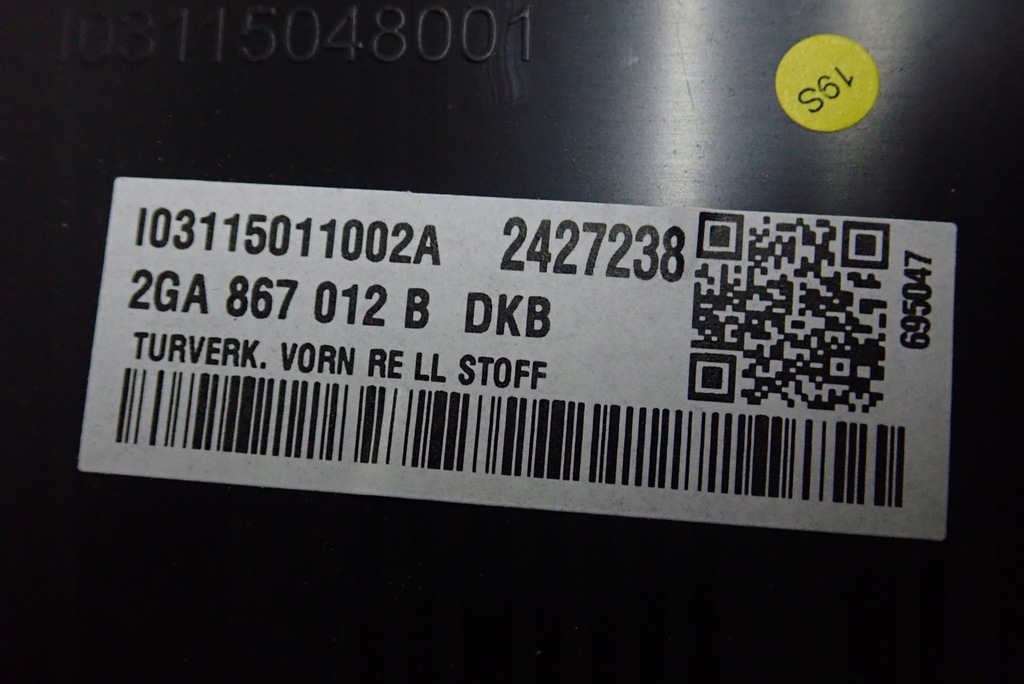 I03115048001
19S
I03115011002A 2427238
2GA 867 012 B DKB
TURVERK. VORN RE LL STOFF
695047